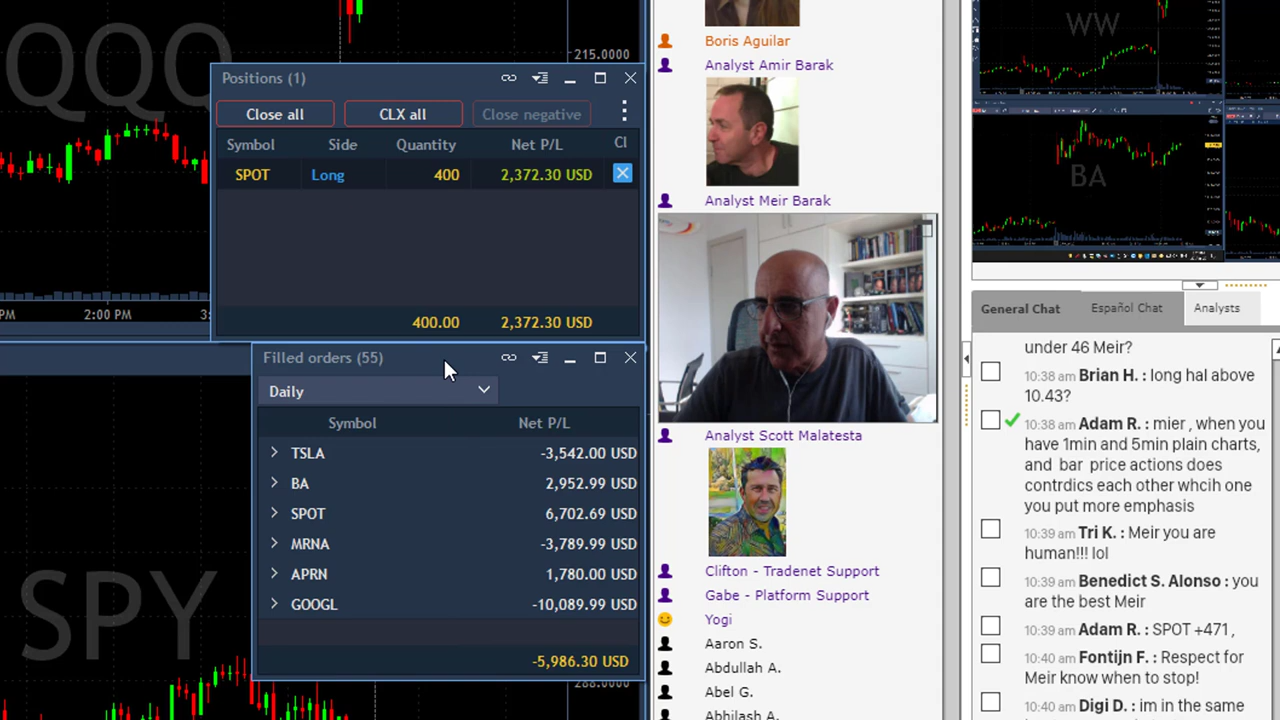 QQQ
215.0000
Positions (1)
Close all
CLX all
Close negative
Symbol
Side
Quantity
Net P/L
Cl
SPOT
Long
400
2,372.30 USD
400.00
2,372.30 USD
PM
2:00 PM
3:
Filled orders (55)
Daily
Symbol
Net P/L
TSLA
-3,542.00 USD
BA
2,952.99 USD
SPOT
6,702.69 USD
MRNA
-3,789.99 USD
APRN
1,780.00 USD
GOOGL
-10,089.99 USD
-5,986.30 USD
SPY
288.0000
Boris Aguilar
Analyst Amir Barak
Analyst Meir Barak
Analyst Scott Malatesta
Clifton - Tradenet Support
Gabe - Platform Support
Yogi
Aaron S.
Abdullah A.
Abel G.
Abhilash A.
WW
BA
General Chat
Español Chat
Analysts
under 46 Meir?
10:38 am Brian H. : long hal above
10.43?
10:38 am Adam R. : mier , when you
have 1min and 5min plain charts,
and bar price actions does
contrdics each other whcih one
you put more emphasis
10:39 am Tri K. : Meir you are
human!!! lol
10:39 am Benedict S. Alonso : you
are the best Meir
10:39 am Adam R. : SPOT +471 ,
10:40 am Fontijn F. : Respect for
Meir know when to stop!
10:40 am Digi D. : im in the same